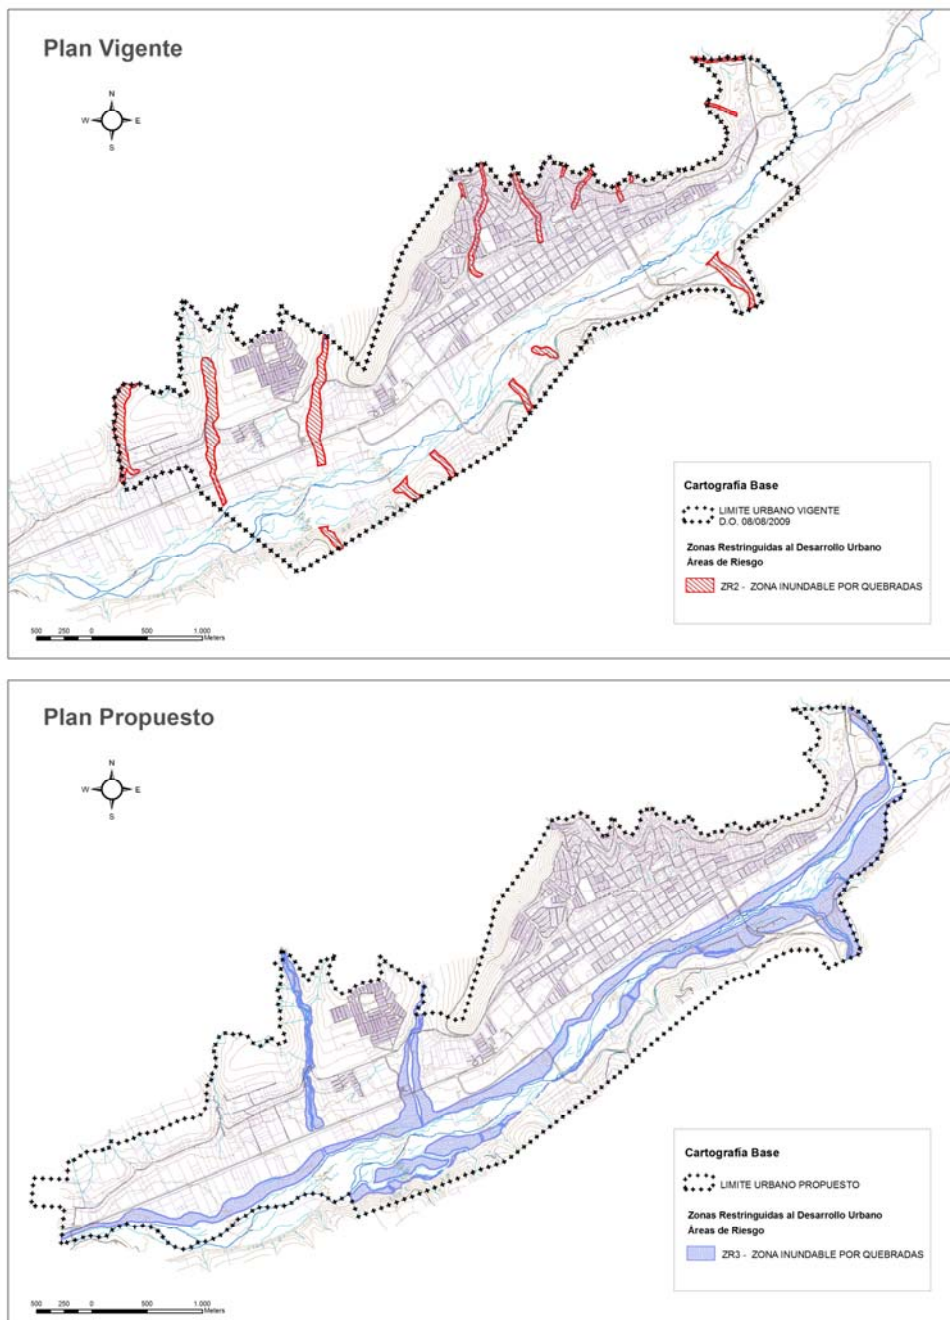 Plan Vigente
N
W E
S
Cartografía Base
LIMITE URBANO VIGENTE
D.O. 08/08/2009
Zonas Restringuidas al Desarrollo Urbano
Áreas de Riesgo
ZR2 - ZONA INUNDABLE POR QUEBRADAS
500 250 0 500 1.000
Meters
Plan Propuesto
N
W E
S
Cartografía Base
LIMITE URBANO PROPUESTO
Zonas Restringuidas al Desarrollo Urbano
Áreas de Riesgo
ZR3 - ZONA INUNDABLE POR QUEBRADAS
500 250 0 500 1.000
Meters